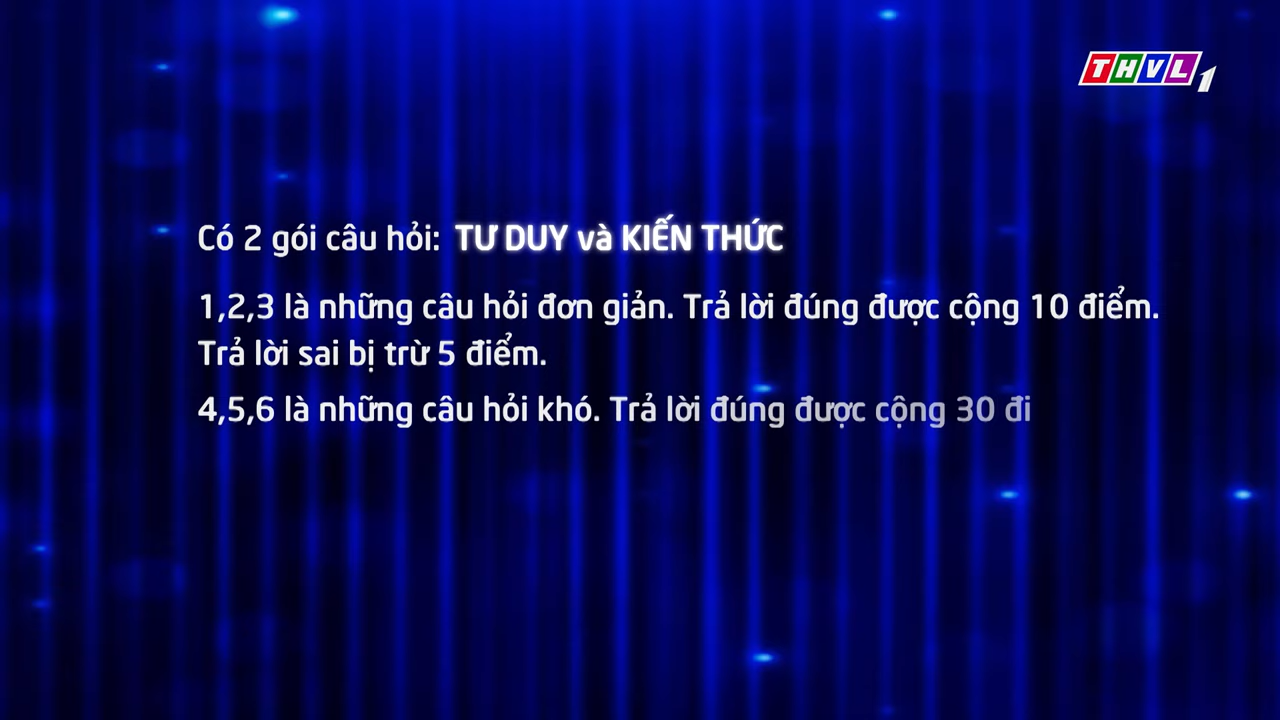 THVL1
Có 2 gói câu hỏi: TƯ DUY và KIẾN THỨC
1,2,3 là những câu hỏi đơn giản. Trả lời đúng được cộng 10 điểm.
Trả lời sai bị trừ 5 điểm.
4,5,6 là những câu hỏi khó. Trả lời đúng được cộng 30 đi